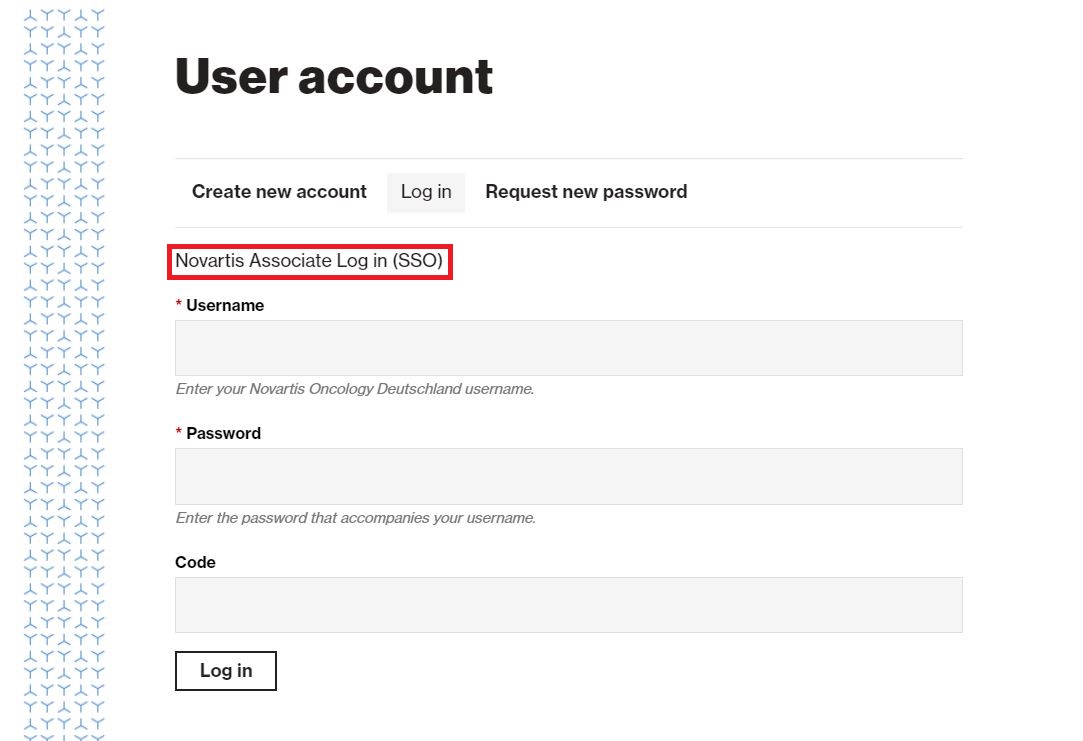 User account
Create new account Log in Request new password
Novartis Associate Log in (SSO)
* Username
Enter your Novartis Oncology Deutschland username.
* Password
Enter the password that accompanies your username.
Code
Log in